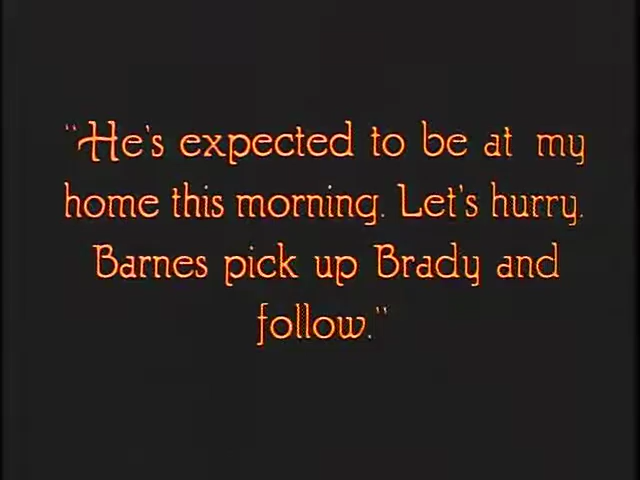 "He's expected to be at my
home this morning. Let's hurry.
Barnes pick up Brady and
follow."